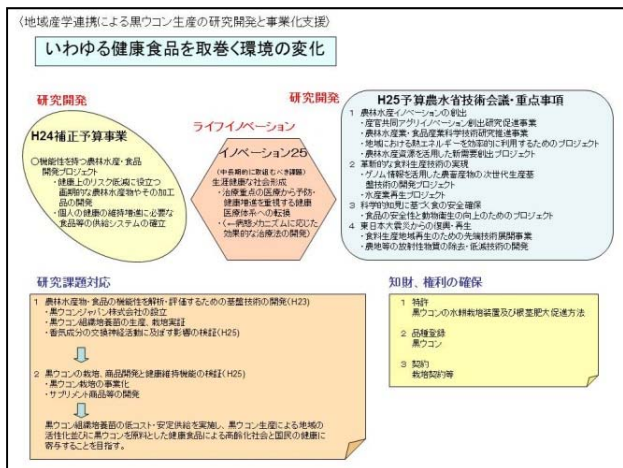 〈地域産学連携による黒ウコン生産の研究開発と事業化支援〉
いわゆる健康食品を取巻く環境の変化
研究開発
H24補正予算事業
○機能性を持つ農林水産・食品
開発プロジェクト
・健康上のリスク低減に役立つ
画期的な農林水産物やその加工
品の開発
・個人の健康の維持増進に必要な
食品等の供給システムの確立
ライフイノベーション
イノベーション25
(中長期的に取組むべき課題)
生涯健康な社会形成
・治療重点の医療から予防・
健康増進を重視する健康
医療体系への転換
(←病態メカニズムに応じた
効果的な治療法の開発)
研究開発
H25予算農水省技術会議・重点事項
1 農林水産イノベーションの創出
・産官共同アグリイノベーション創出研究促進事業
・農林水産業・食品産業科学技術研究推進事業
・地域における熱エネルギーを効率的に利用するためのプロジェクト
・農林水産資源を活用した新需要創出プロジェクト
2 革新的な食料生産技術の実現
・ゲノム情報を活用した農畜産物の次世代生産基
盤技術の開発プロジェクト
・水産業再生プロジェクト
3 科学的知見に基づく食の安全確保
・食品の安全性と動物衛生の向上のためのプロジェクト
4 東日本大震災からの復興・再生
・食料生産地域再生のための先端技術展開事業
・農地等の放射性物質の除去・低減技術の開発
研究課題対応
1 農林水産物・食品の機能性を解析・評価するための基盤技術の開発(H23)
・黒ウコンジャパン株式会社の設立
・黒ウコン組織培養苗の生産、栽培実証
・香気成分の交感神経活動に及ぼす影響の検証(H25)
2 黒ウコンの栽培、商品開発と健康維持機能の検証(H25)
・黒ウコン栽培の事業化
・サプリメント商品等の開発
黒ウコン組織培養苗の低コスト・安定供給を実施し、黒ウコン生産による地域の
活性化並びに黒ウコンを原料とした健康食品による高齢化社会と国民の健康に
寄与することを目指す。
知財、権利の確保
1 特許
黒ウコンの水耕栽培装置及び根茎肥大促進方法
2 品種登録
黒ウコン
3 契約
栽培契約等